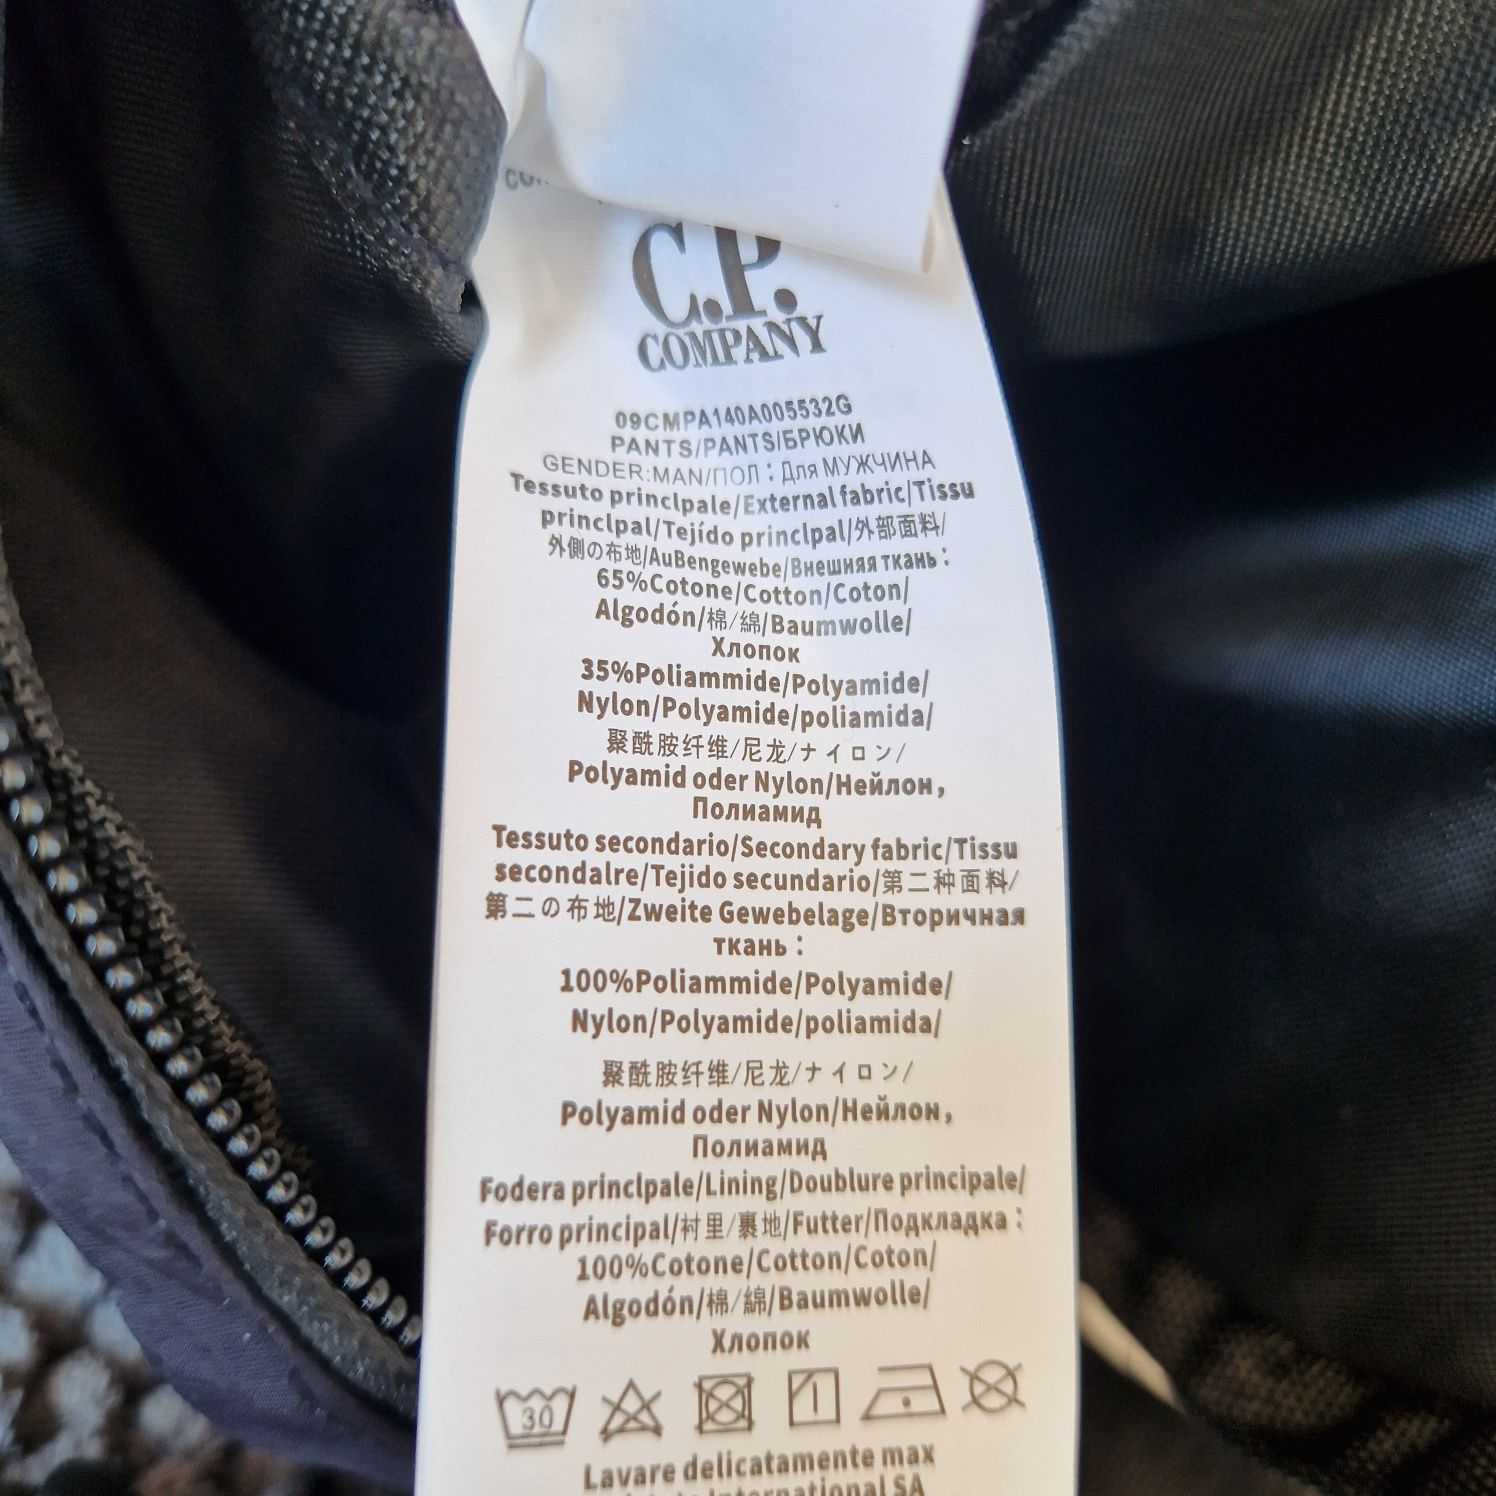 C.P.
COMPANY
09CMPA140A005532G
PANTS/PANTS/БРЮКИ
GENDER:MAN/ПОЛ：Для МУЖЧИНА
Tessuto princlpale/External fabric/Tissu
princlpal/Tejído princlpal/外部面料/
外側の布地/AuBengewebe/Внешняя ткань：
65%Cotone/Cotton/Coton/
Algodón/棉/綿/Baumwolle/
Хлопок
35%Poliammide/Polyamide/
Nylon/Polyamide/poliamida/
聚酰胺纤维/尼龙/ナイロン/
Polyamid oder Nylon/Нейлон，
Полиамид
Tessuto secondario/Secondary fabric/Tissu
secondalre/Tejido secundario/第二种面料/
第二の布地/Zweite Gewebelage/Вторичная
ткань：
100%Poliammide/Polyamide/
Nylon/Polyamide/poliamida/
聚酰胺纤维/尼龙/ナイロン/
Polyamid oder Nylon/Нейлон，
Полиамид
Fodera princlpale/Lining/Doublure principale/
Forro principal/衬里/裏地/Futter/Подкладка：
100%Cotone/Cotton/Coton/
Algodón/棉/綿/Baumwolle/
Хлопок
30
Lavare delicatamente max
International SA